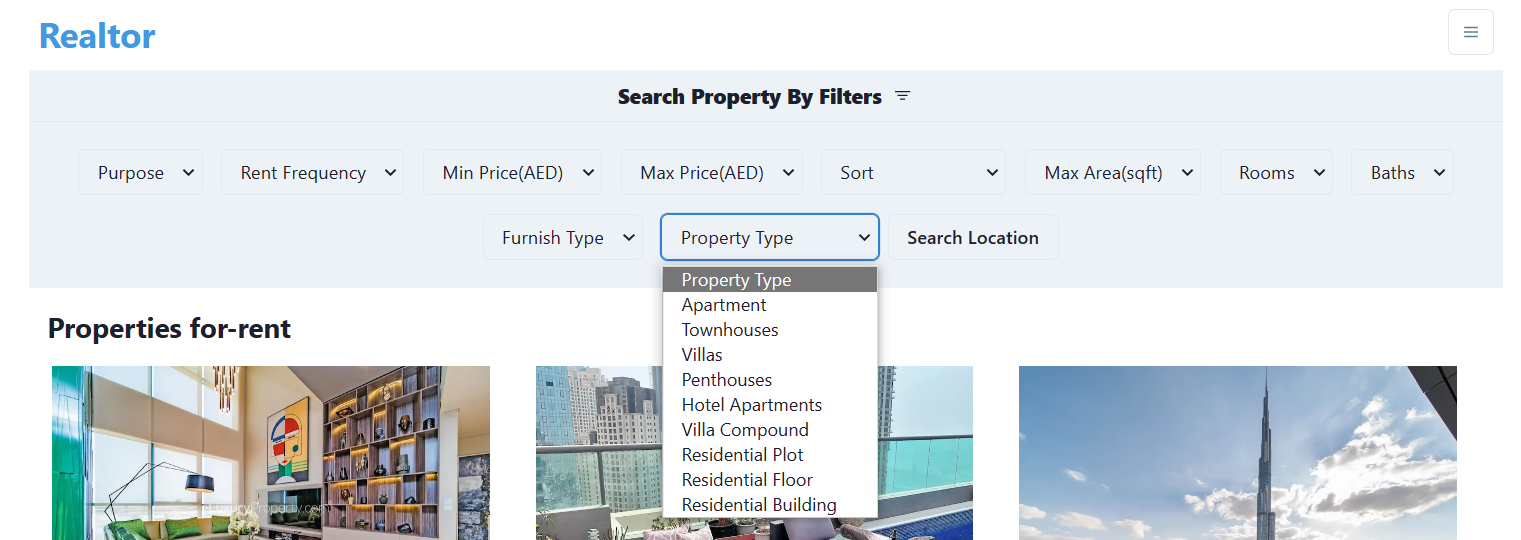 Realtor
Search Property By Filters
Purpose Rent Frequency Min Price(AED) Max Price(AED) Sort Max Area(sqft) Rooms Baths
Furnish Type Property Type Search Location
Property Type
Apartment
Townhouses
Villas
Penthouses
Hotel Apartments
Villa Compound
Residential Plot
Residential Floor
Residential Building
Properties for-rent
LuxuryProperty.com